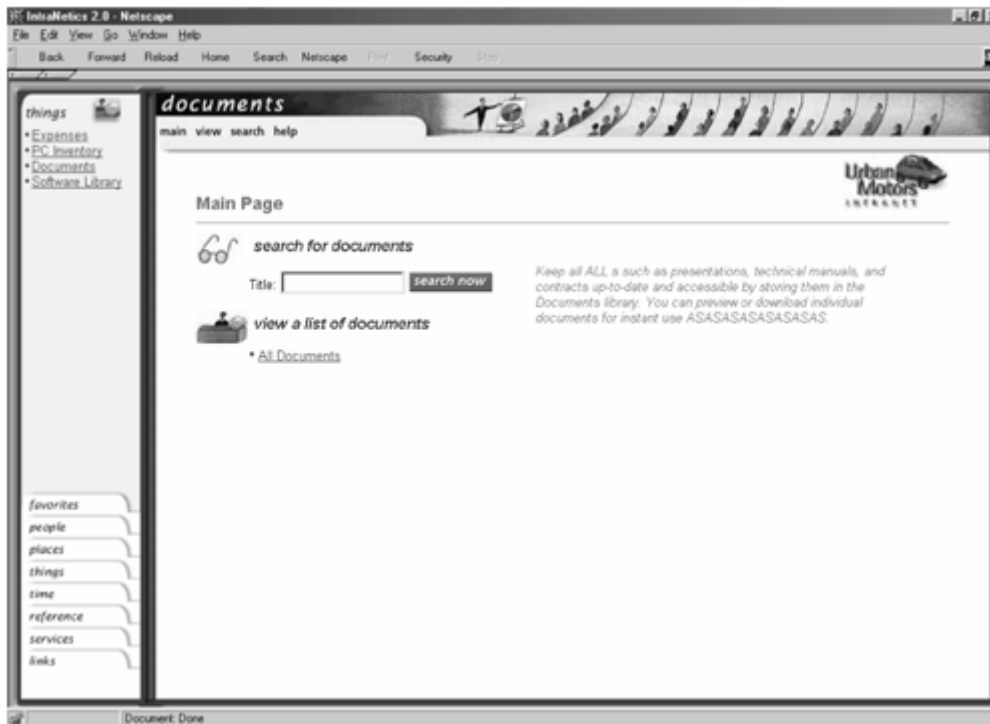 IntraNetics 2.0 - Netscape
File Edit View Go Window Help
Back Forward Reload Home Search Netscape Print Security Stop
things
• Expenses
• PC Inventory
• Documents
• Software Library
favorites
people
places
things
time
reference
services
links
documents
main view search help
Urban
Motors
INTRANET
Main Page
search for documents
Title: search now
view a list of documents
• All Documents
Keep all ALL s such as presentations, technical manuals, and
contracts up-to-date and accessible by storing them in the
Documents library. You can preview or download individual
documents for instant use ASASASASASASASAS.
Document: Done